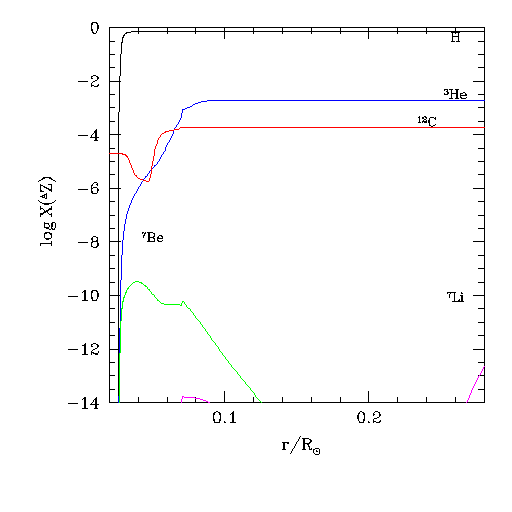 0
H
−2
³He
¹²C
−4
−6
−8
⁷Be
−10
⁷Li
−12
−14
log X(ᴬZ)
0.1
0.2
r/R☉